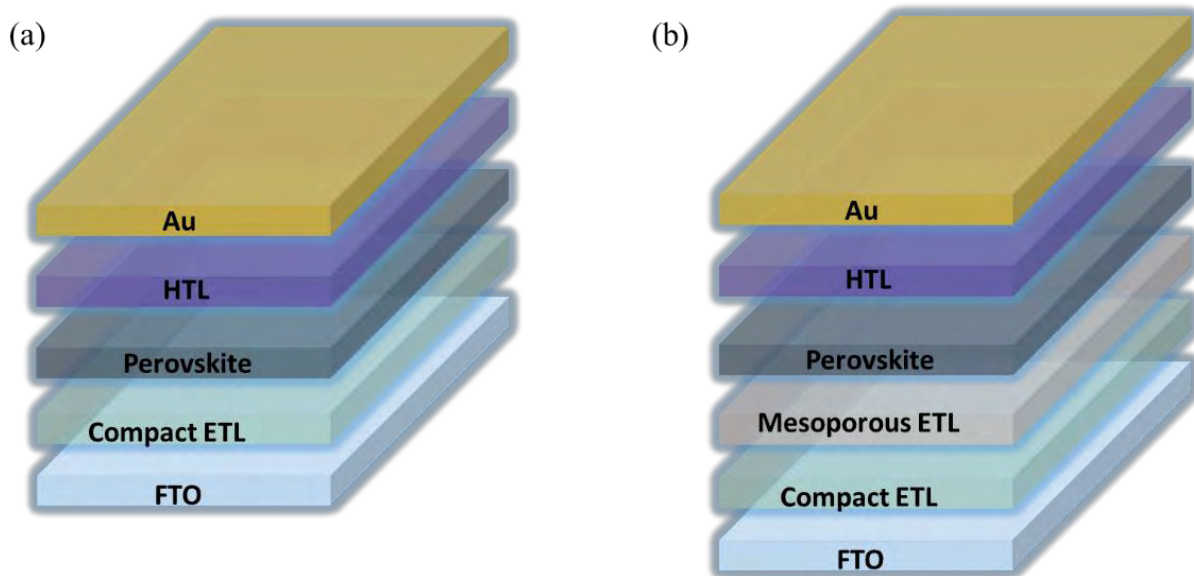 (a)
Au
HTL
Perovskite
Compact ETL
FTO
(b)
Au
HTL
Perovskite
Mesoporous ETL
Compact ETL
FTO